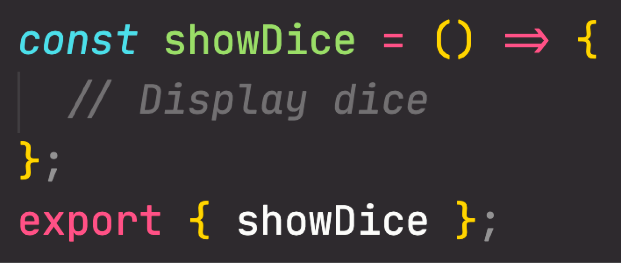 const showDice = () => {
// Display dice
};
export { showDice };